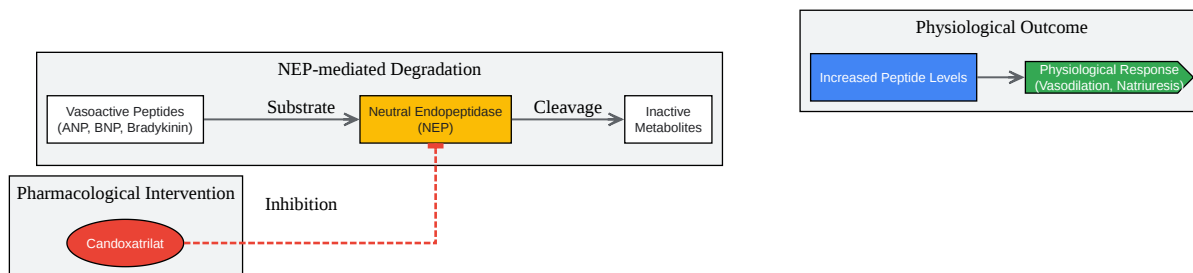 Physiological Outcome
Increased Peptide Levels
Physiological Response
(Vasodilation, Natriuresis)
NEP-mediated Degradation
Vasoactive Peptides
(ANP, BNP, Bradykinin)
Substrate
Neutral Endopeptidase
(NEP)
Cleavage
Inactive
Metabolites
Pharmacological Intervention
Inhibition
Candoxatrilat